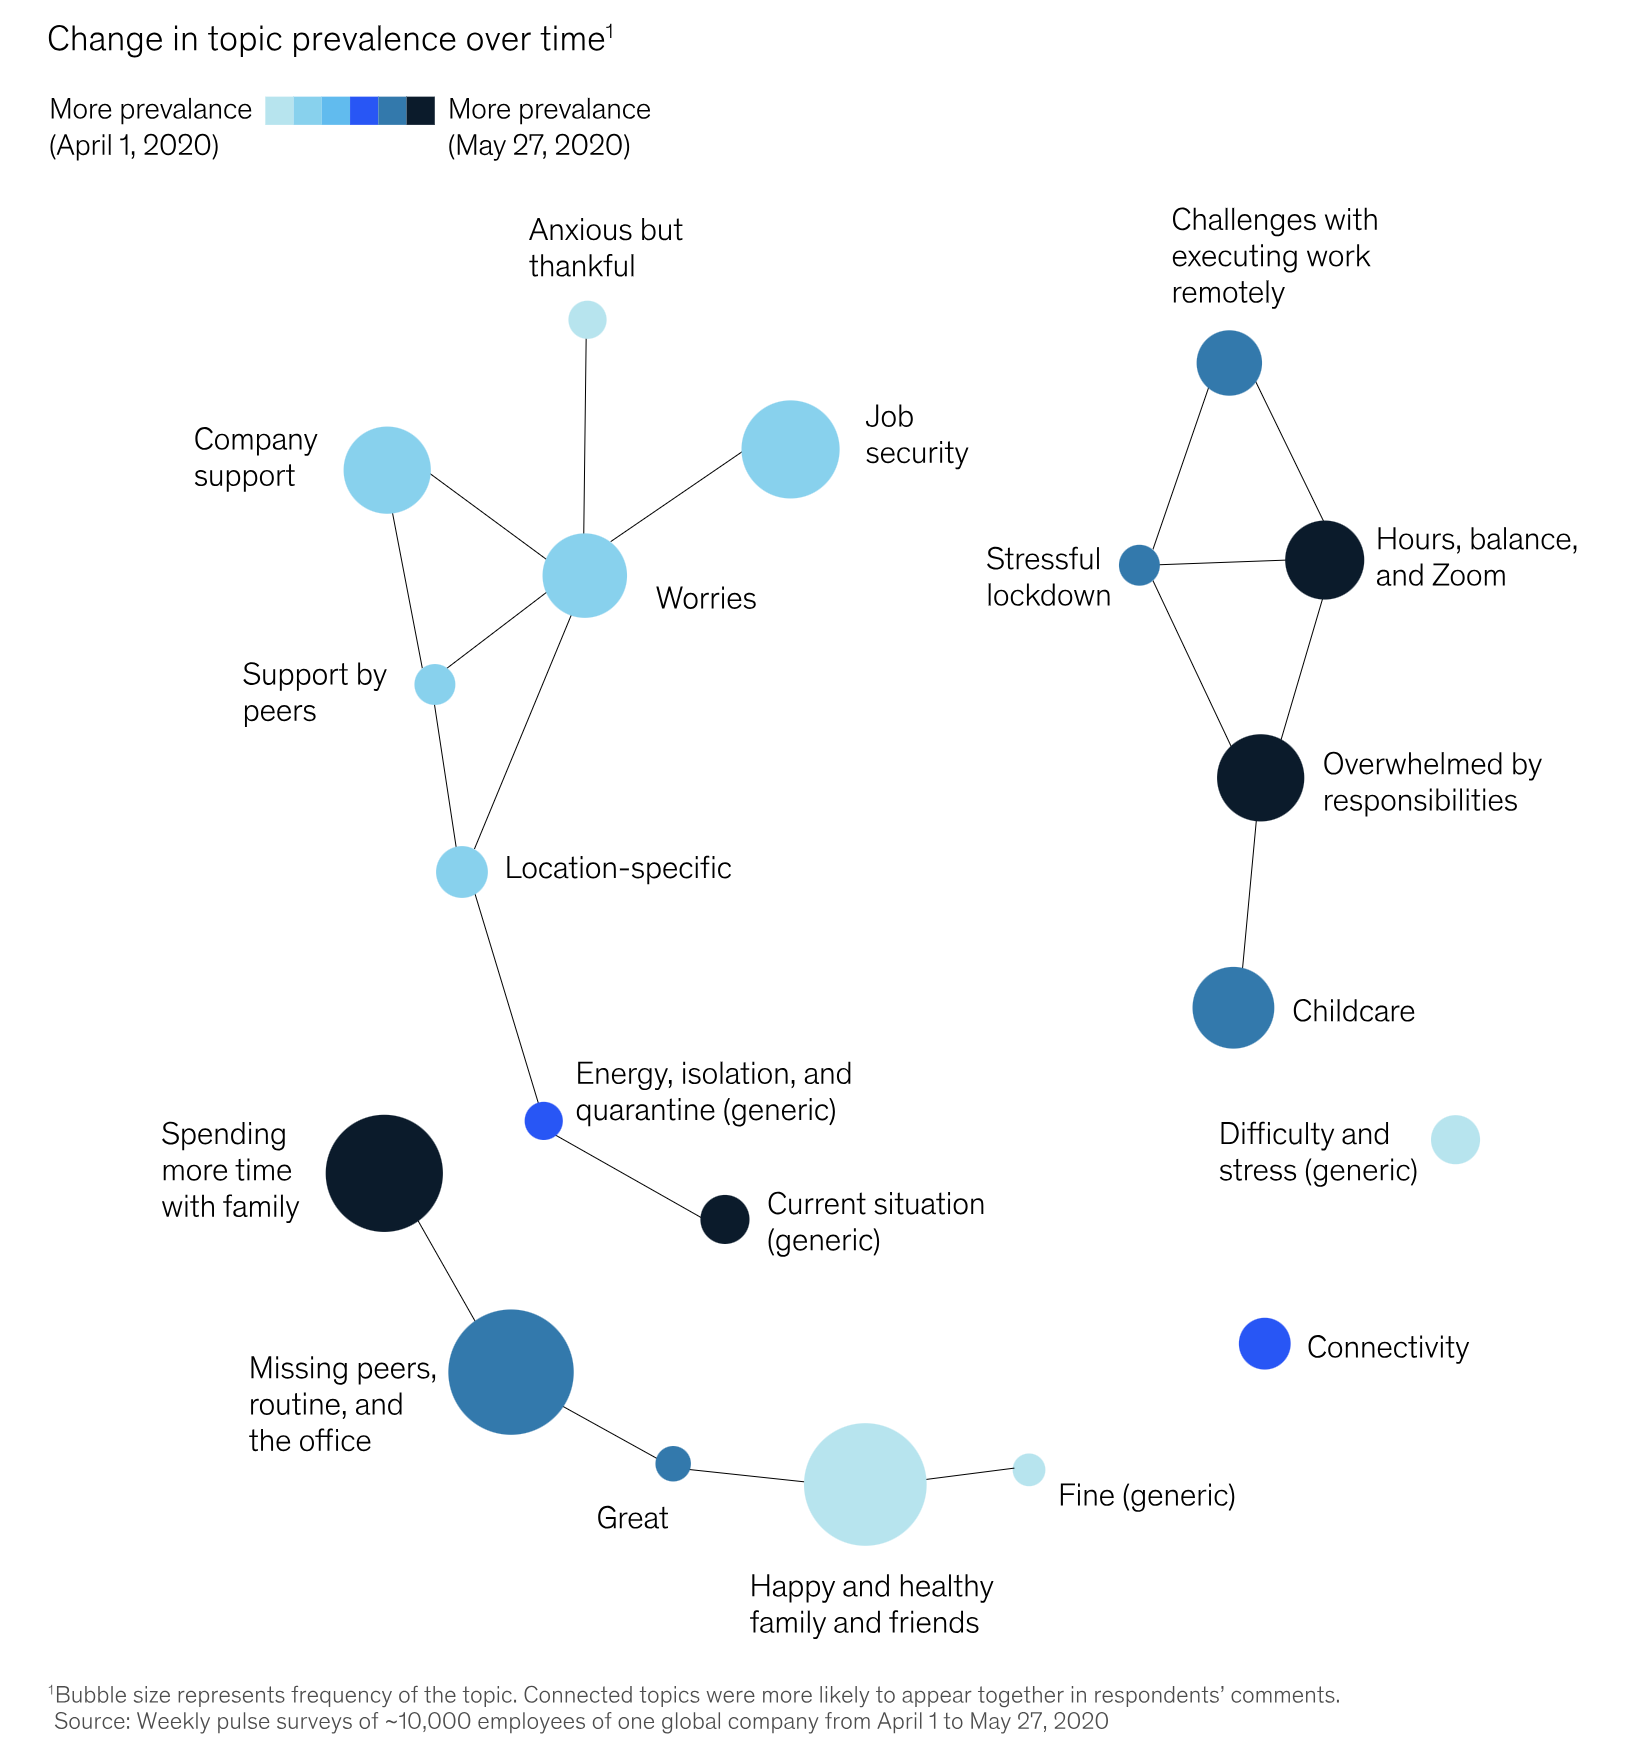 Change in topic prevalence over time1
More prevalance
(April 1, 2020)
More prevalance
(May 27, 2020)
Anxious but
thankful
Challenges with
executing work
remotely
Company
support
Job
security
Worries
Stressful
lockdown
Hours, balance,
and Zoom
Support by
peers
Overwhelmed by
responsibilities
Location-specific
Childcare
Energy, isolation, and
quarantine (generic)
Spending
more time
with family
Difficulty and
stress (generic)
Current situation
(generic)
Connectivity
Missing peers,
routine, and
the office
Great
Fine (generic)
Happy and healthy
family and friends
1Bubble size represents frequency of the topic. Connected topics were more likely to appear together in respondents’ comments.
Source: Weekly pulse surveys of ~10,000 employees of one global company from April 1 to May 27, 2020